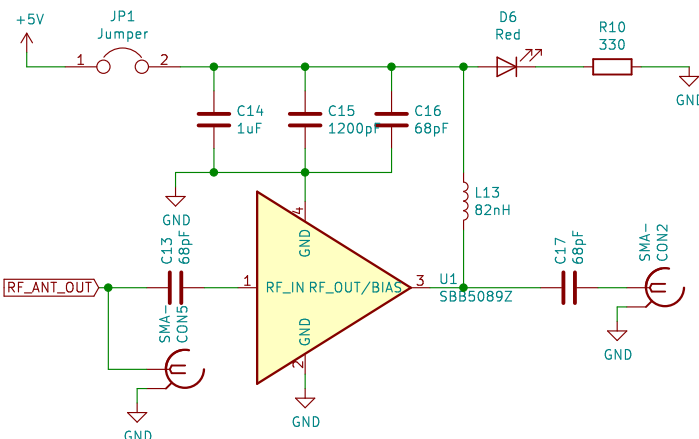 +5V
JP1
Jumper
1
2
D6
Red
R10
330
GND
C14
1uF
C15
1200pF
C16
68pF
GND
4
GND
L13
82nH
C13
68pF
C17
68pF
SMA-
CON2
RF_ANT_OUT
1
RF_IN
RF_OUT/BIAS
3
U1
SBB5089Z
SMA-
CON5
GND
2
GND
GND
GND